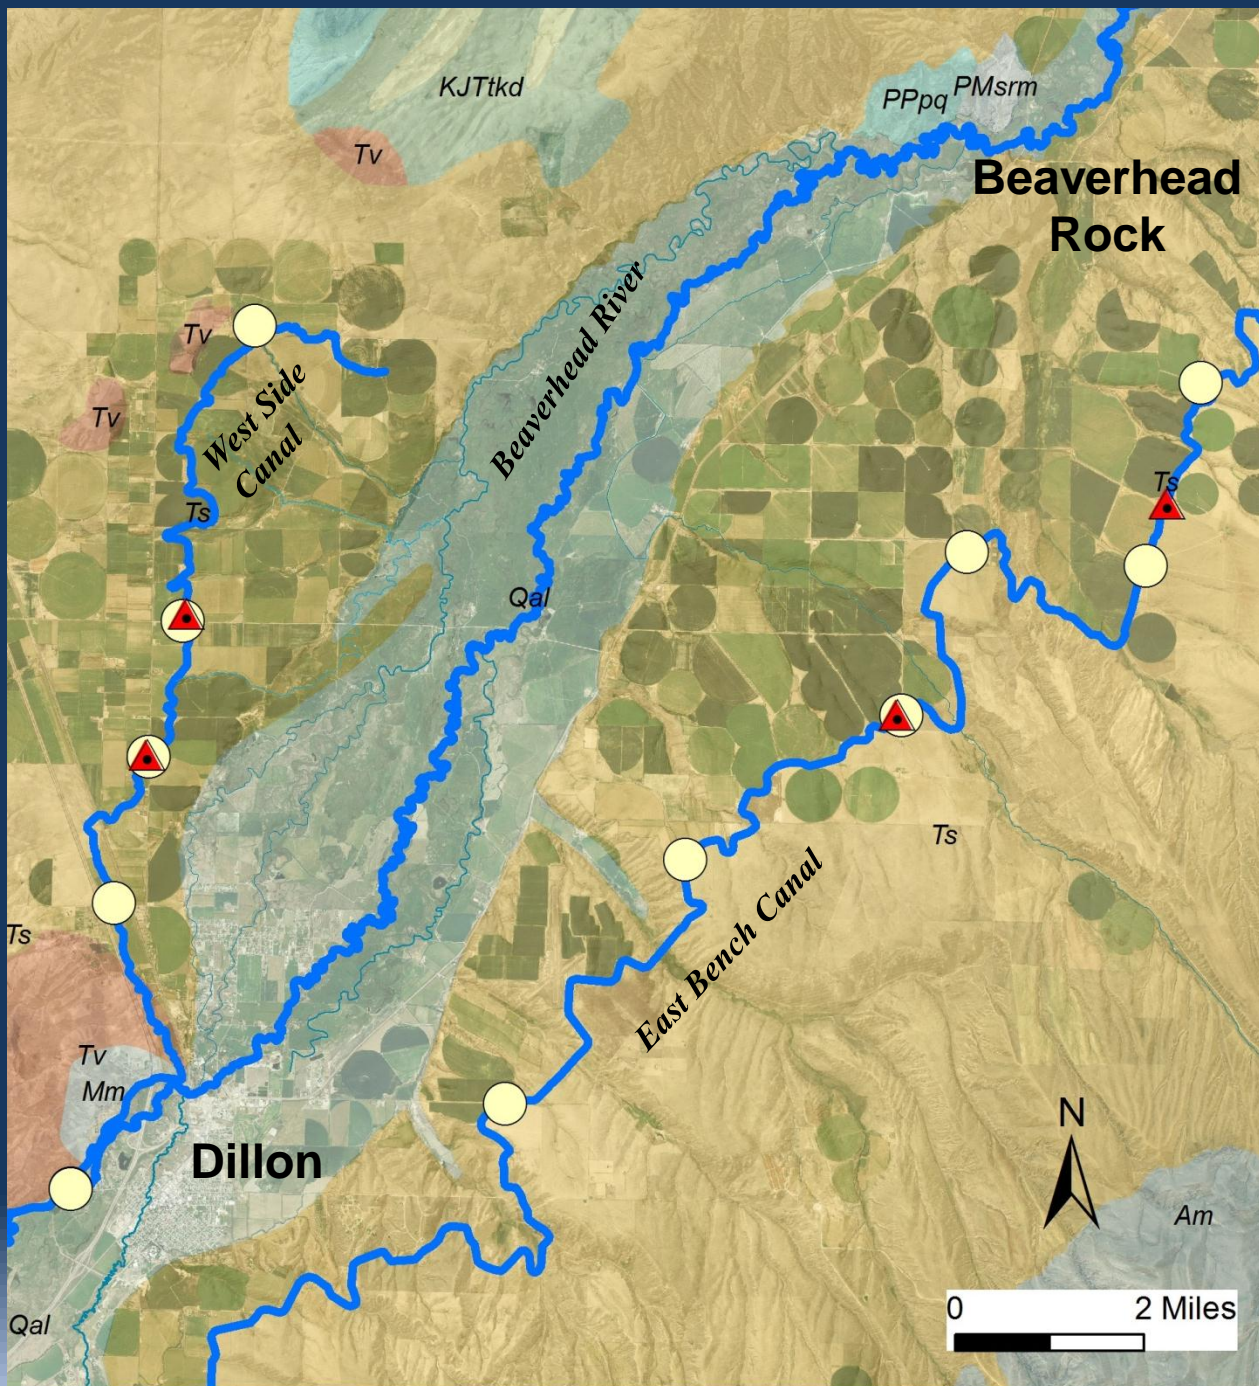 KJTtkd
PPpq
PMsrm
Tv
Beaverhead
Rock
Tv
Beaverhead River
West Side
Canal
Tv
Ts
Ts
Qal
Ts
East Bench Canal
Ts
Tv
Mm
Dillon
N
Am
Qal
0 2 Miles